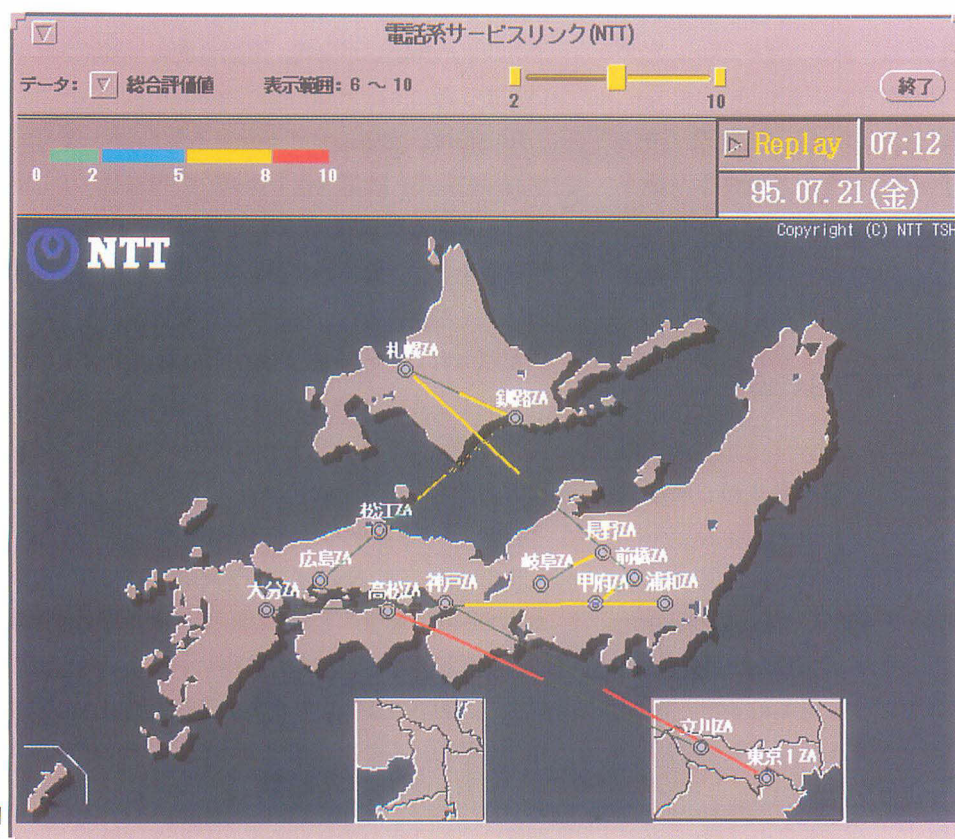 電話系サービスリンク(NTT)
データ: 総合評価値 表示範囲: 6 ～ 10
2 10
終了
0 2 5 8 10
Replay 07:12
95.07.21(金)
Copyright (C) NTT TSH
NTT
札幌ZA
釧路ZA
松江ZA
長野ZA
広島ZA
岐阜ZA
前橋ZA
大分ZA
高松ZA
神戸ZA
甲府ZA
浦和ZA
立川ZA
東京1ZA